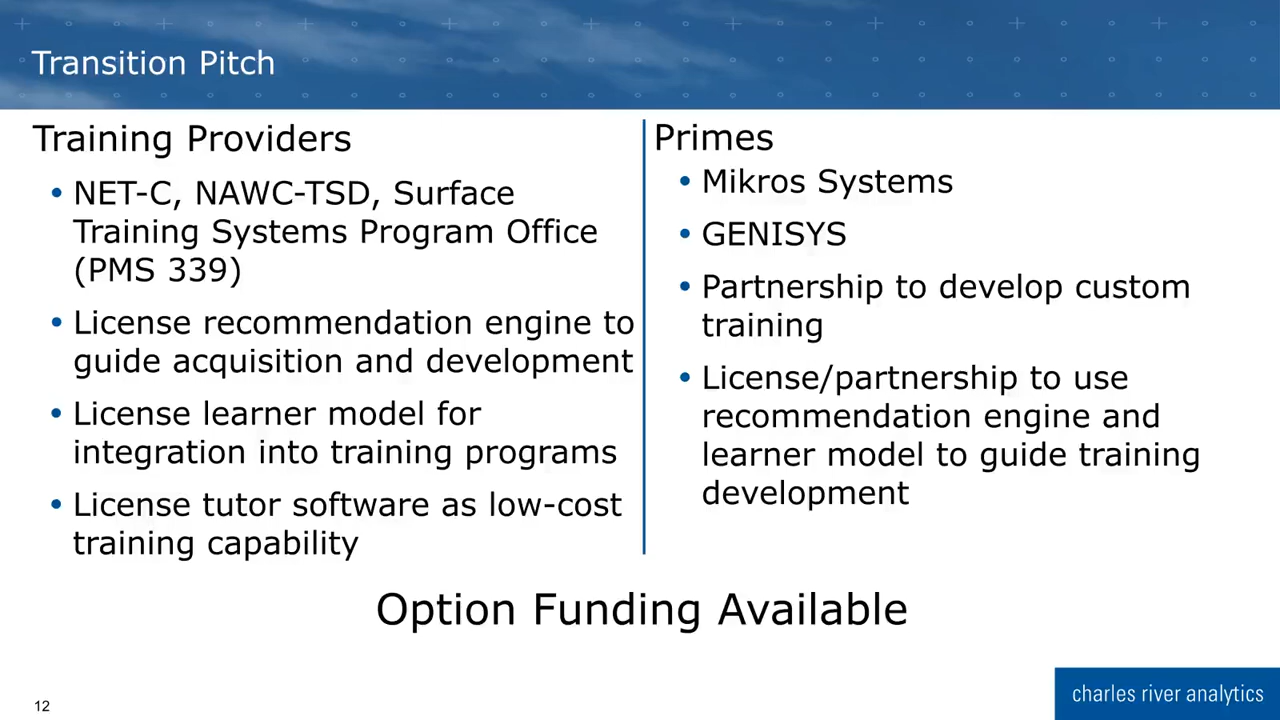 Transition Pitch
Training Providers
• NET-C, NAWC-TSD, Surface
Training Systems Program Office
(PMS 339)
• License recommendation engine to
guide acquisition and development
• License learner model for
integration into training programs
• License tutor software as low-cost
training capability
Primes
• Mikros Systems
• GENISYS
• Partnership to develop custom
training
• License/partnership to use
recommendation engine and
learner model to guide training
development
Option Funding Available
12
charles river analytics